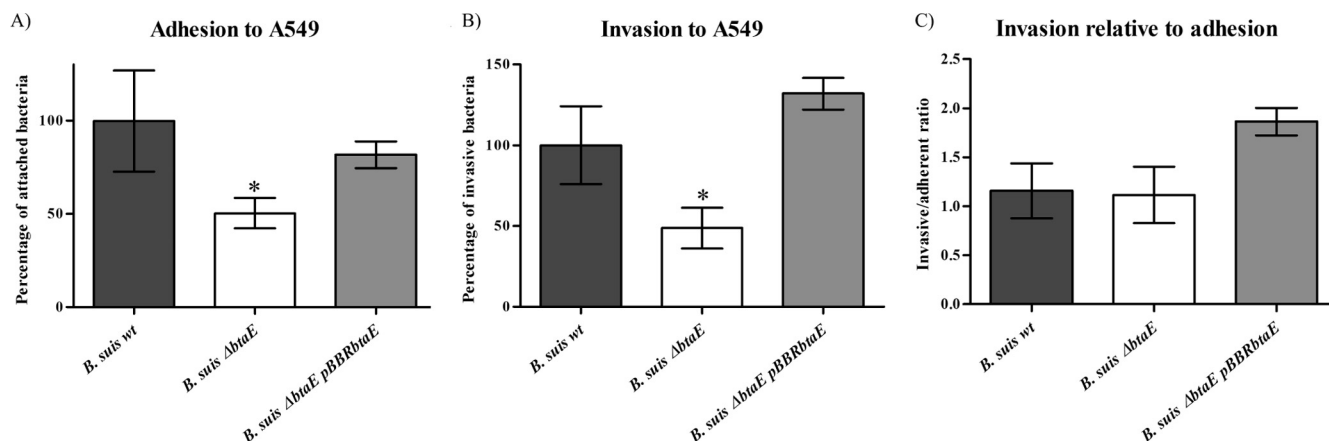 A)
Adhesion to A549
Percentage of attached bacteria
100
50
0
*
B. suis wt
B. suis ΔbtaE
B. suis ΔbtaE pBBRbtaE
B)
Invasion to A549
Percentage of invasive bacteria
150
100
50
0
*
B. suis wt
B. suis ΔbtaE
B. suis ΔbtaE pBBRbtaE
C)
Invasion relative to adhesion
Invasive/adherent ratio
2.5
2.0
1.5
1.0
0.5
0.0
B. suis wt
B. suis ΔbtaE
B. suis ΔbtaE pBBRbtaE